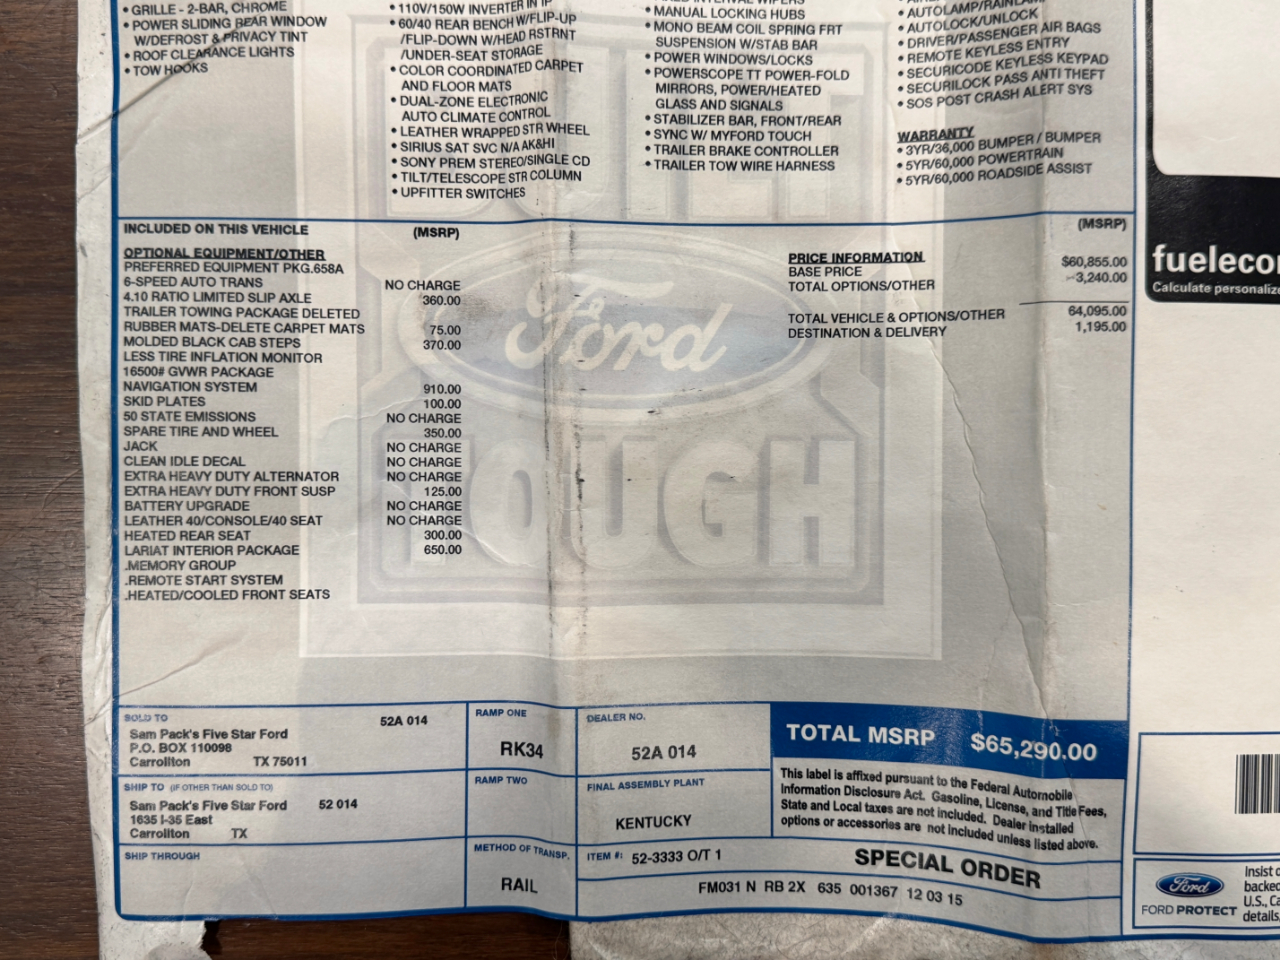 • GRILLE - 2-BAR, CHROME
• POWER SLIDING REAR WINDOW
W/DEFROST & PRIVACY TINT
• ROOF CLEARANCE LIGHTS
• TOW HOOKS
• 110V/150W INVERTER IN IP
• 60/40 REAR BENCH W/FLIP-UP
/FLIP-DOWN W/HEAD RSTRNT
/UNDER-SEAT STORAGE
• COLOR COORDINATED CARPET
AND FLOOR MATS
• DUAL-ZONE ELECTRONIC
AUTO CLIMATE CONTROL
• LEATHER WRAPPED STR WHEEL
• SIRIUS SAT SVC N/A AK&HI
• SONY PREM STEREO/SINGLE CD
• TILT/TELESCOPE STR COLUMN
• UPFITTER SWITCHES
INTERVAL WIPERS
• MANUAL LOCKING HUBS
• MONO BEAM COIL SPRING FRT
SUSPENSION W/STAB BAR
• POWER WINDOWS/LOCKS
• POWERSCOPE TT POWER-FOLD
MIRRORS, POWER/HEATED
GLASS AND SIGNALS
• STABILIZER BAR, FRONT/REAR
• SYNC W/ MYFORD TOUCH
• TRAILER BRAKE CONTROLLER
• TRAILER TOW WIRE HARNESS
• AUTOLAMP/RAINLAMP
• AUTOLOCK/UNLOCK
• DRIVER/PASSENGER AIR BAGS
• REMOTE KEYLESS ENTRY
• SECURICODE KEYLESS KEYPAD
• SECURILOCK PASS ANTI THEFT
• SOS POST CRASH ALERT SYS
WARRANTY
• 3YR/36,000 BUMPER / BUMPER
• 5YR/60,000 POWERTRAIN
• 5YR/60,000 ROADSIDE ASSIST
INCLUDED ON THIS VEHICLE (MSRP)
OPTIONAL EQUIPMENT/OTHER
PREFERRED EQUIPMENT PKG.658A
6-SPEED AUTO TRANS NO CHARGE
4.10 RATIO LIMITED SLIP AXLE 360.00
TRAILER TOWING PACKAGE DELETED
RUBBER MATS-DELETE CARPET MATS 75.00
MOLDED BLACK CAB STEPS 370.00
LESS TIRE INFLATION MONITOR
16500# GVWR PACKAGE
NAVIGATION SYSTEM 910.00
SKID PLATES 100.00
50 STATE EMISSIONS NO CHARGE
SPARE TIRE AND WHEEL 350.00
JACK NO CHARGE
CLEAN IDLE DECAL NO CHARGE
EXTRA HEAVY DUTY ALTERNATOR NO CHARGE
EXTRA HEAVY DUTY FRONT SUSP 125.00
BATTERY UPGRADE NO CHARGE
LEATHER 40/CONSOLE/40 SEAT NO CHARGE
HEATED REAR SEAT 300.00
LARIAT INTERIOR PACKAGE 650.00
.MEMORY GROUP
.REMOTE START SYSTEM
.HEATED/COOLED FRONT SEATS
(MSRP)
PRICE INFORMATION
BASE PRICE $60,855.00
TOTAL OPTIONS/OTHER 3,240.00
TOTAL VEHICLE & OPTIONS/OTHER 64,095.00
DESTINATION & DELIVERY 1,195.00
BUILT
Ford
TOUGH
SOLD TO 52A 014
Sam Pack's Five Star Ford
P.O. BOX 110098
Carrollton TX 75011
SHIP TO (IF OTHER THAN SOLD TO)
Sam Pack's Five Star Ford 52 014
1635 I-35 East
Carrollton TX
SHIP THROUGH
RAMP ONE
RK34
RAMP TWO
METHOD OF TRANSP.
RAIL
DEALER NO.
52A 014
FINAL ASSEMBLY PLANT
KENTUCKY
ITEM #: 52-3333 O/T 1
TOTAL MSRP $65,290.00
This label is affixed pursuant to the Federal Automobile
Information Disclosure Act. Gasoline, License, and Title Fees,
State and Local taxes are not included. Dealer installed
options or accessories are not included unless listed above.
SPECIAL ORDER
FM031 N RB 2X 635 001367 12 03 15
fueleco
Calculate personalize
Ford
FORD PROTECT
Insist o
backed
U.S., Ca
details.